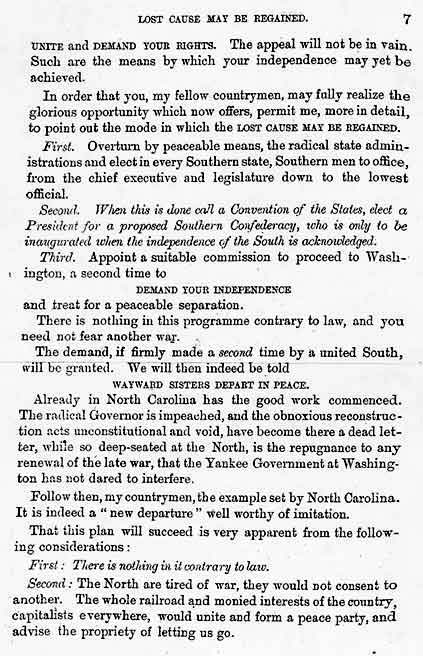 LOST CAUSE MAY BE REGAINED. 7
UNITE and DEMAND YOUR RIGHTS. The appeal will not be in vain.
Such are the means by which your independence may yet be
achieved.
In order that you, my fellow countrymen, may fully realize the
glorious opportunity which now offers, permit me, more in detail,
to point out the mode in which the LOST CAUSE MAY BE REGAINED.
First. Overturn by peaceable means, the radical state admin-
istrations and elect in every Southern state, Southern men to office,
from the chief executive and legislature down to the lowest
official.
Second. When this is done call a Convention of the States, elect a
President for a proposed Southern Confederacy, who is only to be
inaugurated when the independence of the South is acknowledged.
Third. Appoint a suitable commission to proceed to Wash-
ington, a second time to
DEMAND YOUR INDEPENDENCE
and treat for a peaceable separation.
There is nothing in this programme contrary to law, and you
need not fear another war.
The demand, if firmly made a second time by a united South,
will be granted. We will then indeed be told
WAYWARD SISTERS DEPART IN PEACE.
Already in North Carolina has the good work commenced.
The radical Governor is impeached, and the obnoxious reconstruc-
tion acts unconstitutional and void, have become there a dead let-
ter, while so deep-seated at the North, is the repugnance to any
renewal of the late war, that the Yankee Government at Washing-
ton has not dared to interfere.
Follow then, my countrymen, the example set by North Carolina.
It is indeed a "new departure" well worthy of imitation.
That this plan will succeed is very apparent from the follow-
ing considerations:
First: There is nothing in it contrary to law.
Second: The North are tired of war, they would not consent to
another. The whole railroad and monied interests of the country,
capitalists everywhere, would unite and form a peace party, and
advise the propriety of letting us go.